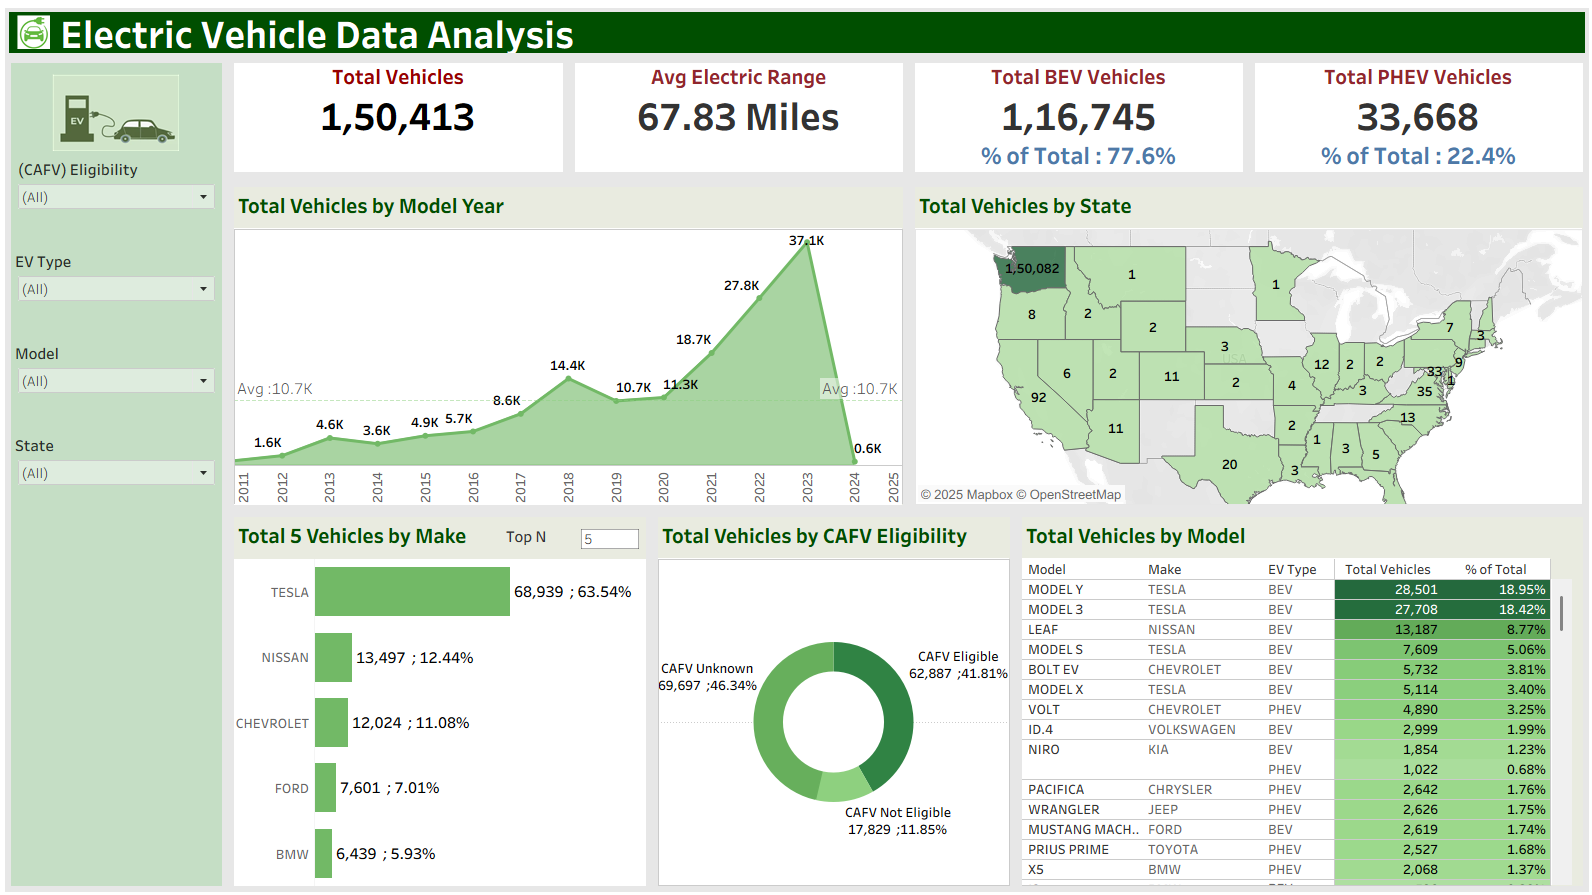 Electric Vehicle Data Analysis
EV
(CAFV) Eligibility
(All)
EV Type
(All)
Model
(All)
State
(All)
Total Vehicles
1,50,413
Avg Electric Range
67.83 Miles
Total BEV Vehicles
1,16,745
% of Total : 77.6%
Total PHEV Vehicles
33,668
% of Total : 22.4%
Total Vehicles by Model Year
37.1K
27.8K
18.7K
14.4K
10.7K
11.3K
Avg :10.7K
Avg :10.7K
8.6K
1.6K
4.6K
3.6K
4.9K
5.7K
0.6K
2011
2012
2013
2014
2015
2016
2017
2018
2019
2020
2021
2022
2023
2024
2025
Total Vehicles by State
1,50,082
1
1
8
2
2
7
3
3
USA
6
2
11
2
12
2
2
9
33
1
92
4
3
35
11
2
13
20
1
3
5
3
© 2025 Mapbox © OpenStreetMap
Total 5 Vehicles by Make
Top N
5
TESLA
68,939 ; 63.54%
NISSAN
13,497 ; 12.44%
CHEVROLET
12,024 ; 11.08%
FORD
7,601 ; 7.01%
BMW
6,439 ; 5.93%
Total Vehicles by CAFV Eligibility
CAFV Unknown
69,697 ;46.34%
CAFV Eligible
62,887 ;41.81%
CAFV Not Eligible
17,829 ;11.85%
Total Vehicles by Model
Model Make EV Type Total Vehicles % of Total
MODEL Y TESLA BEV 28,501 18.95%
MODEL 3 TESLA BEV 27,708 18.42%
LEAF NISSAN BEV 13,187 8.77%
MODEL S TESLA BEV 7,609 5.06%
BOLT EV CHEVROLET BEV 5,732 3.81%
MODEL X TESLA BEV 5,114 3.40%
VOLT CHEVROLET PHEV 4,890 3.25%
ID.4 VOLKSWAGEN BEV 2,999 1.99%
NIRO KIA BEV 1,854 1.23%
PHEV 1,022 0.68%
PACIFICA CHRYSLER PHEV 2,642 1.76%
WRANGLER JEEP PHEV 2,626 1.75%
MUSTANG MACH.. FORD BEV 2,619 1.74%
PRIUS PRIME TOYOTA PHEV 2,527 1.68%
X5 BMW PHEV 2,068 1.37%